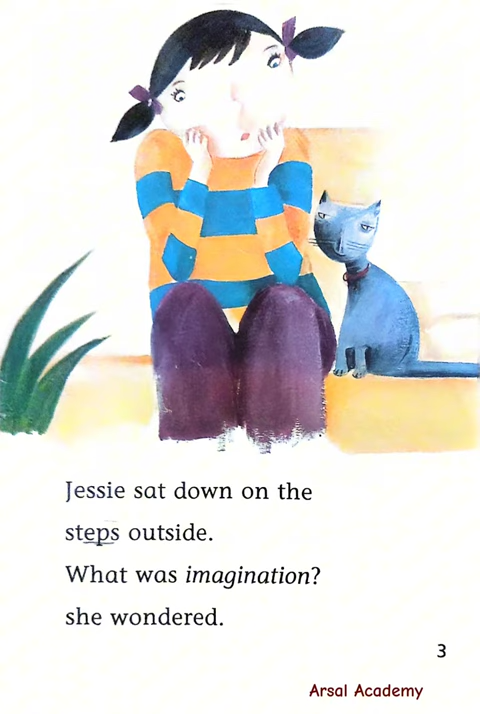 Jessie sat down on the
steps outside.
What was imagination?
she wondered.
3
Arsal Academy